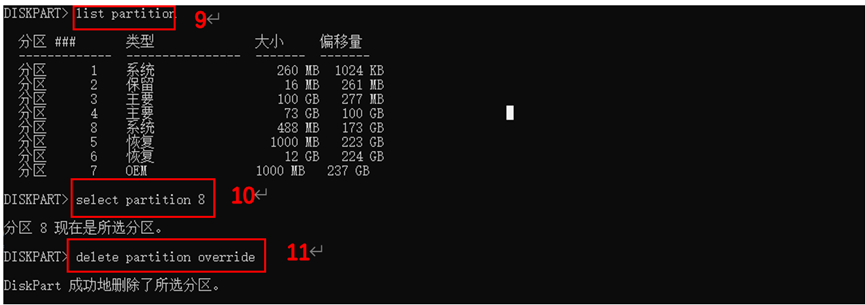 DISKPART> list partition 9↵
分区 ### 类型 大小 偏移量
------------- ---------------- ------- -------
分区 1 系统 260 MB 1024 KB
分区 2 保留 16 MB 261 MB
分区 3 主要 100 GB 277 MB
分区 4 主要 73 GB 100 GB
分区 8 系统 488 MB 173 GB
分区 5 恢复 1000 MB 223 GB
分区 6 恢复 12 GB 224 GB
分区 7 OEM 1000 MB 237 GB
DISKPART> select partition 8 10↵
分区 8 现在是所选分区。
DISKPART> delete partition override 11↵
DiskPart 成功地删除了所选分区。